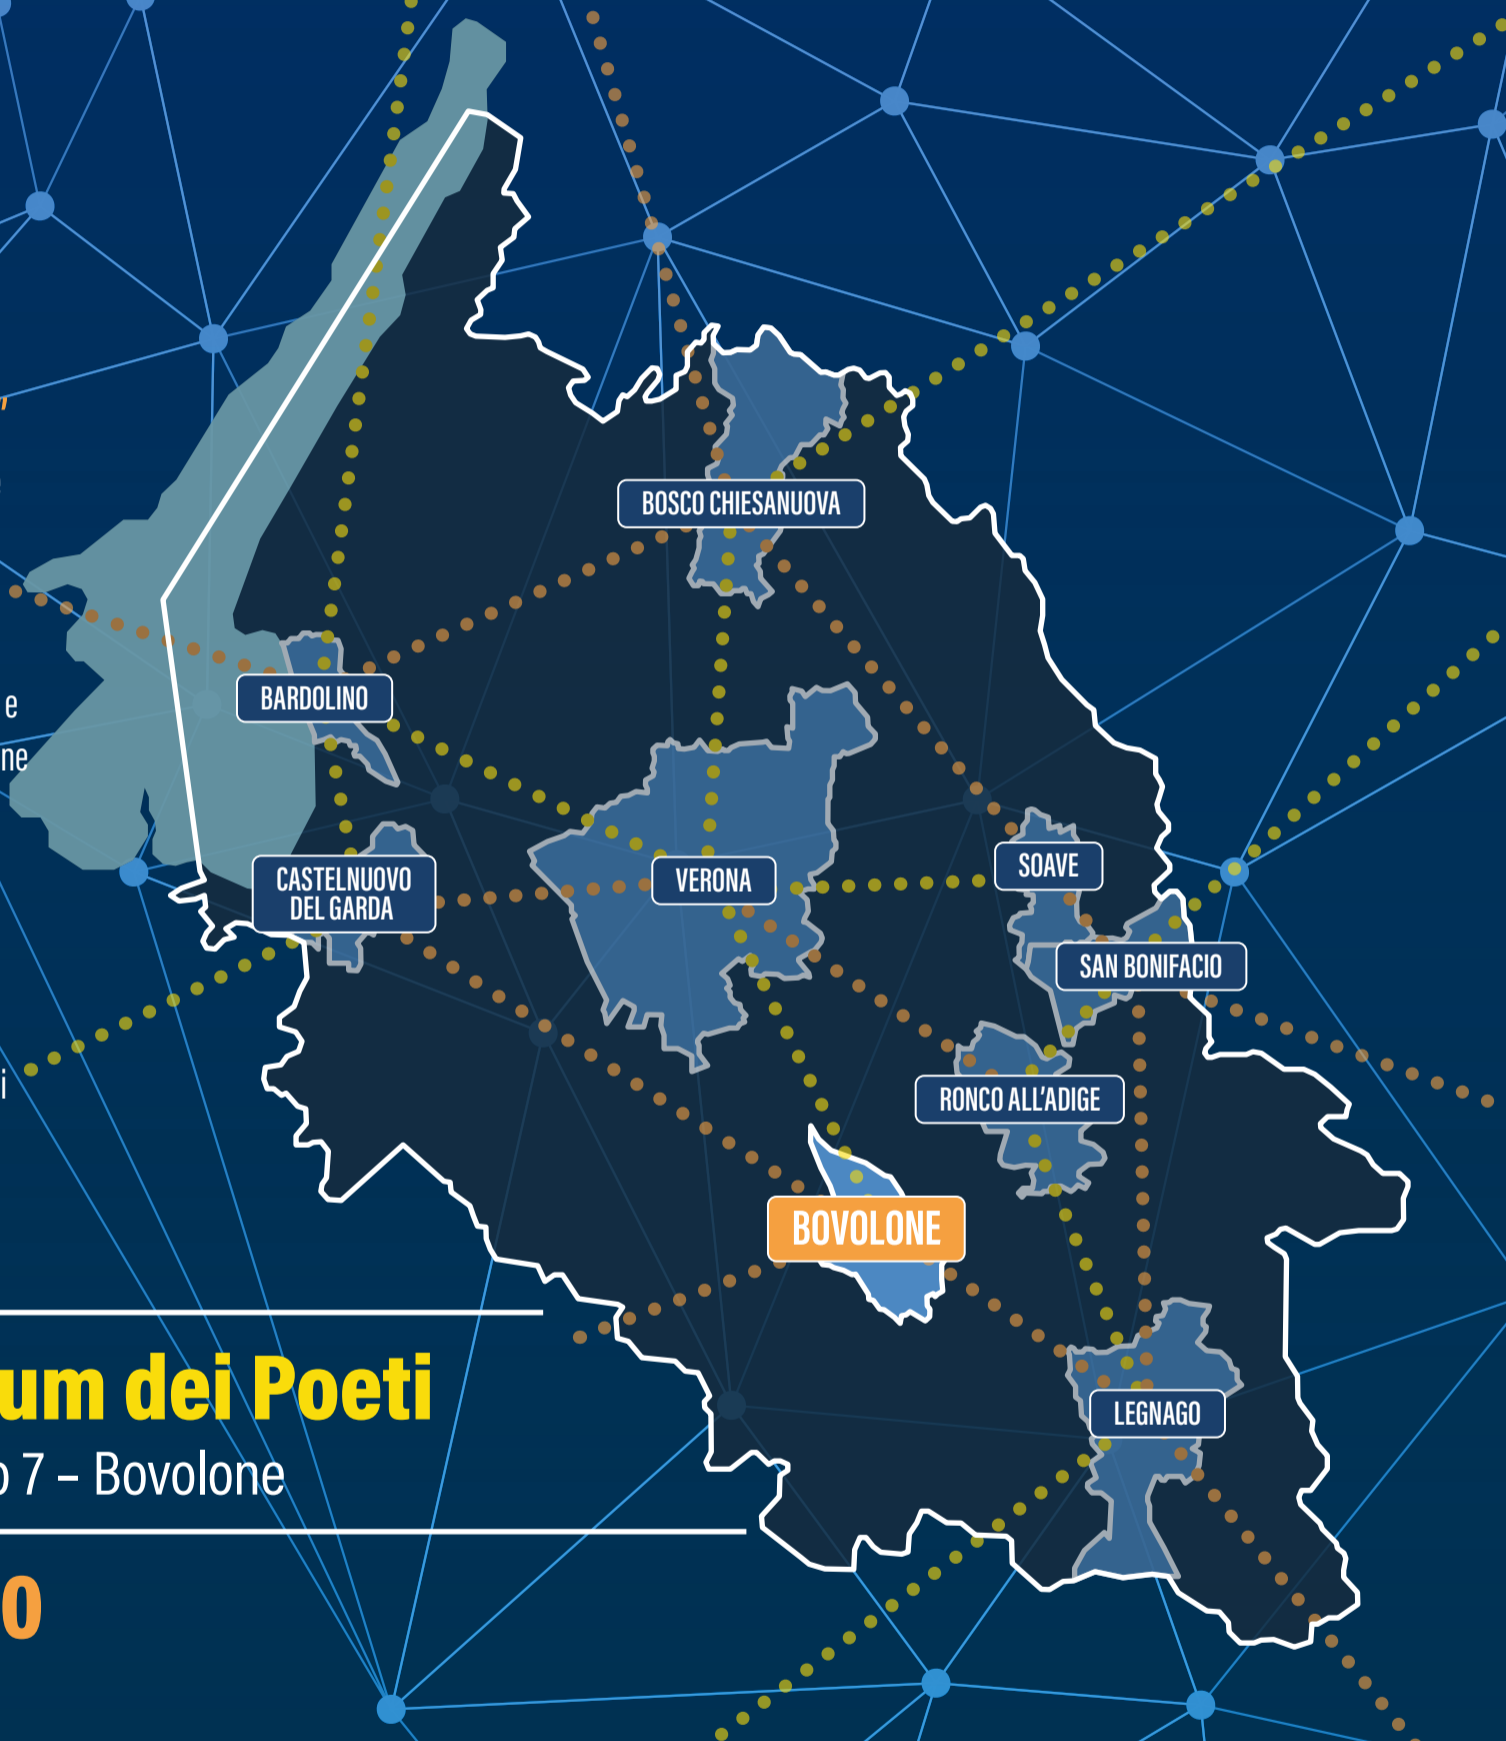 BOSCO CHIESANUOVA
e
BARDOLINO
ne
CASTELNUOVO
DEL GARDA
VERONA
SOAVE
SAN BONIFACIO
i
RONCO ALL'ADIGE
BOVOLONE
um dei Poeti
7 – Bovolone
LEGNAGO
0